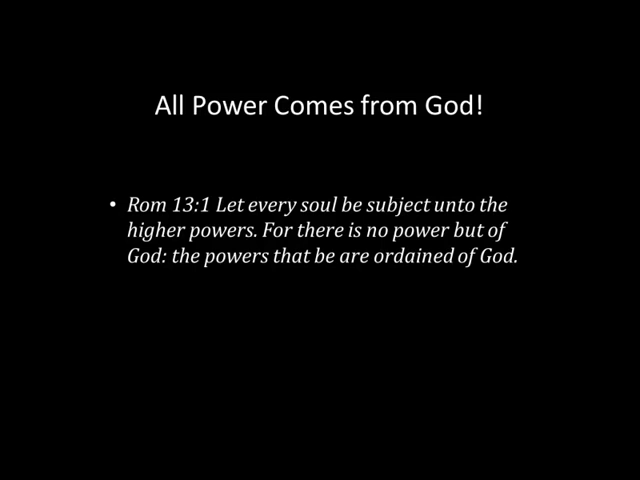 All Power Comes from God!
• Rom 13:1 Let every soul be subject unto the
higher powers. For there is no power but of
God: the powers that be are ordained of God.